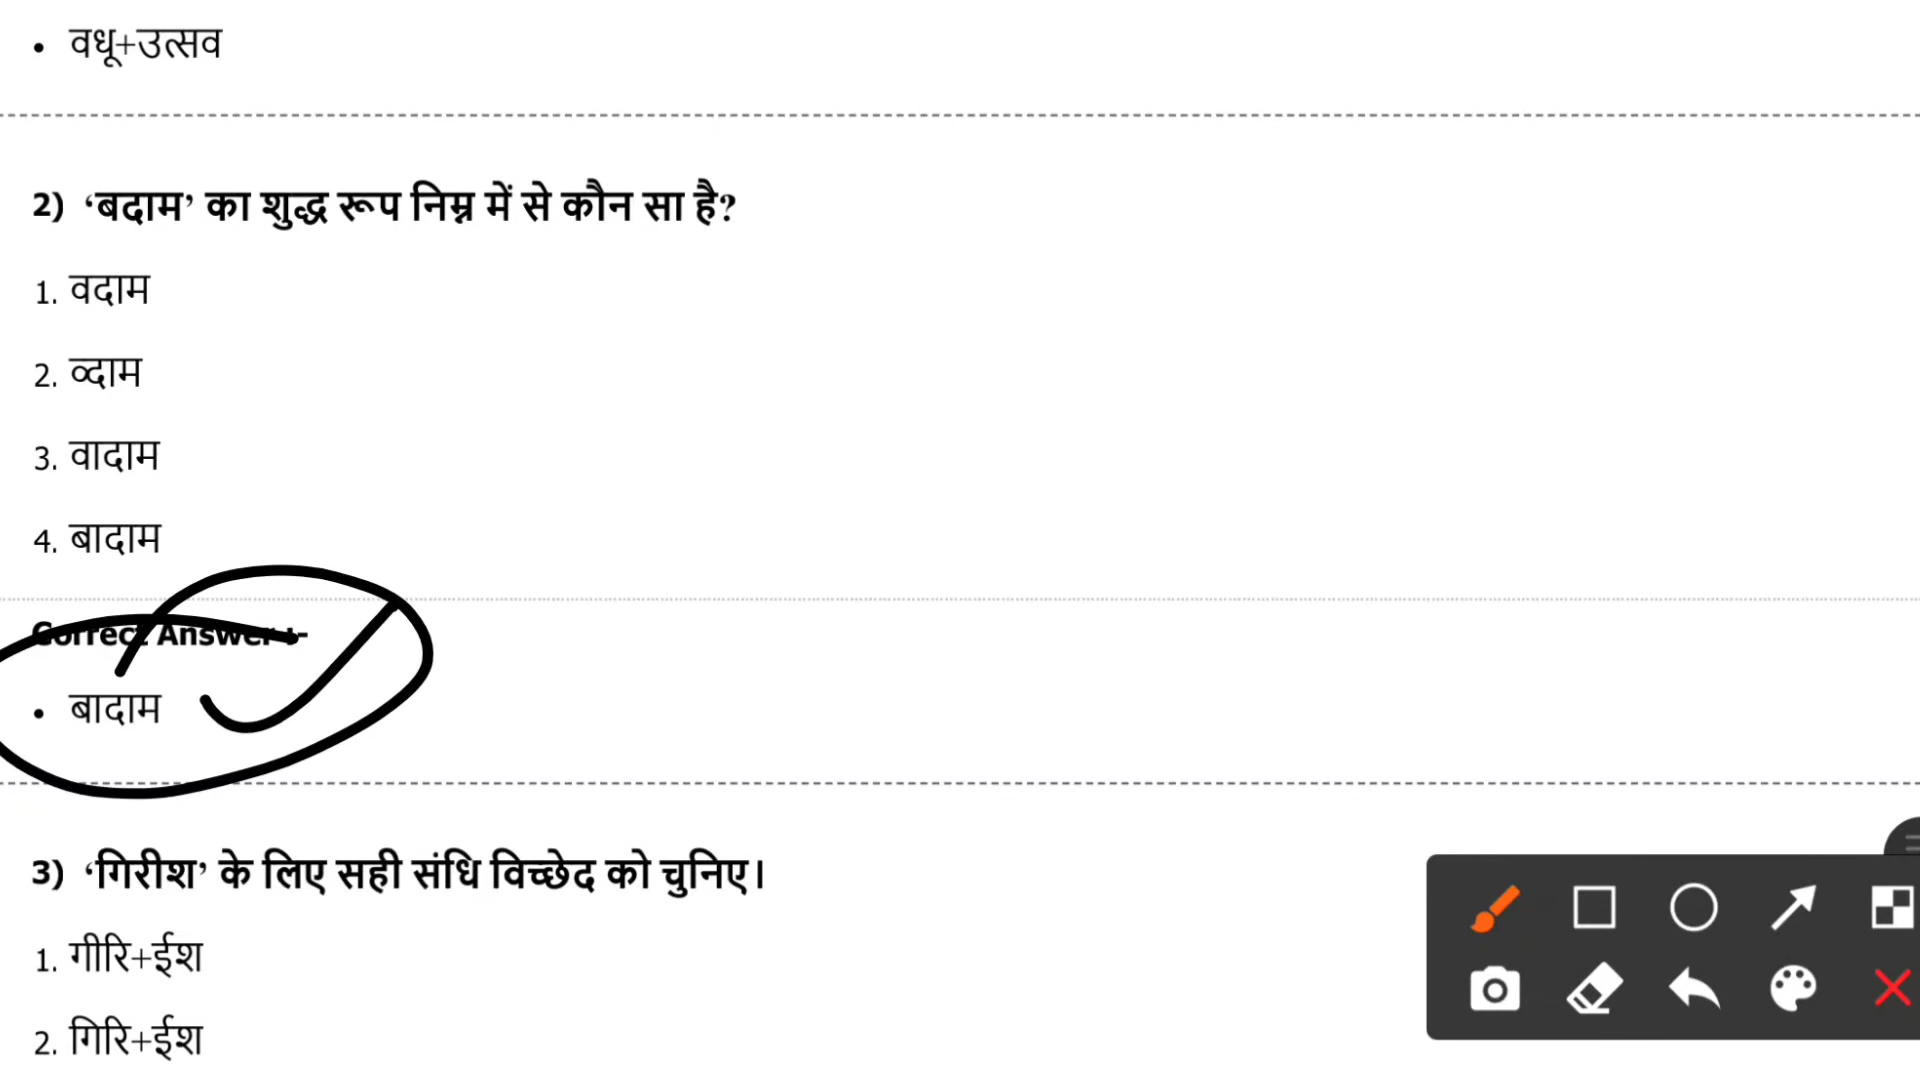 • वधू+उत्सव
2) ‘बदाम’ का शुद्ध रूप निम्न में से कौन सा है?
1. वदाम
2. व्दाम
3. वादाम
4. बादाम
Correct Answer :-
• बादाम
3) ‘गिरीश’ के लिए सही संधि विच्छेद को चुनिए।
1. गीरि+ईश
2. गिरि+ईश